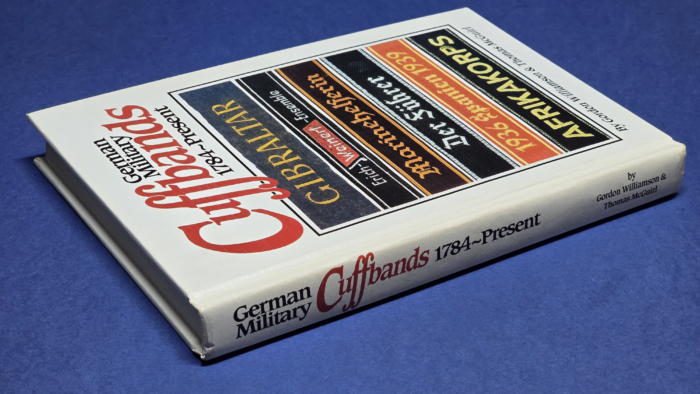 German
Military
Cuffbands
1784~Present
GIBRALTAR
Erich Weinert Ensemble
Marinehelferin
Der Führer
1936 Spanien 1939
AFRIKAKORPS
By Gordon Williamson & Thomas McGuirl
German
Military
Cuffbands 1784~Present
by
Gordon Williamson &
Thomas McGuirl